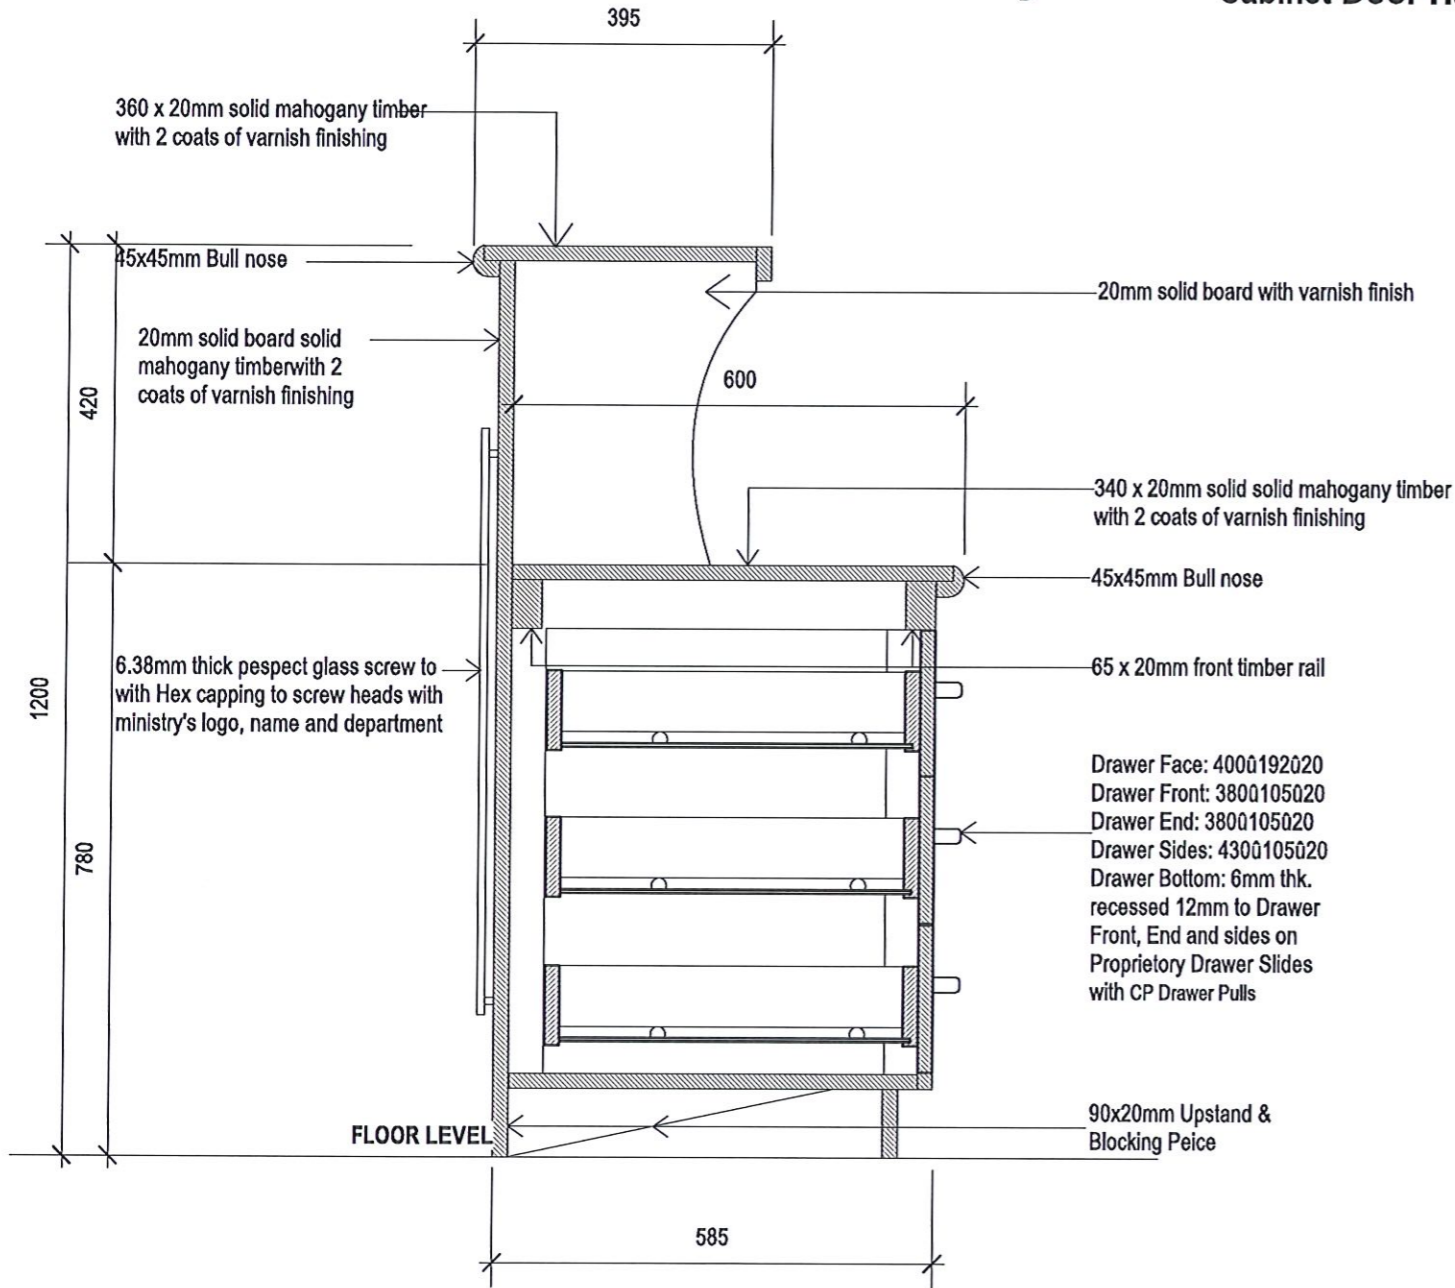 395
360 x 20mm solid mahogany timber
with 2 coats of varnish finishing
45x45mm Bull nose
20mm solid board with varnish finish
20mm solid board solid
mahogany timberwith 2
coats of varnish finishing
600
420
340 x 20mm solid solid mahogany timber
with 2 coats of varnish finishing
45x45mm Bull nose
6.38mm thick pespect glass screw to
with Hex capping to screw heads with
ministry's logo, name and department
65 x 20mm front timber rail
1200
780
Drawer Face: 400û192û20
Drawer Front: 380û105û20
Drawer End: 380û105û20
Drawer Sides: 430û105û20
Drawer Bottom: 6mm thk.
recessed 12mm to Drawer
Front, End and sides on
Proprietory Drawer Slides
with CP Drawer Pulls
FLOOR LEVEL
90x20mm Upstand &
Blocking Peice
585